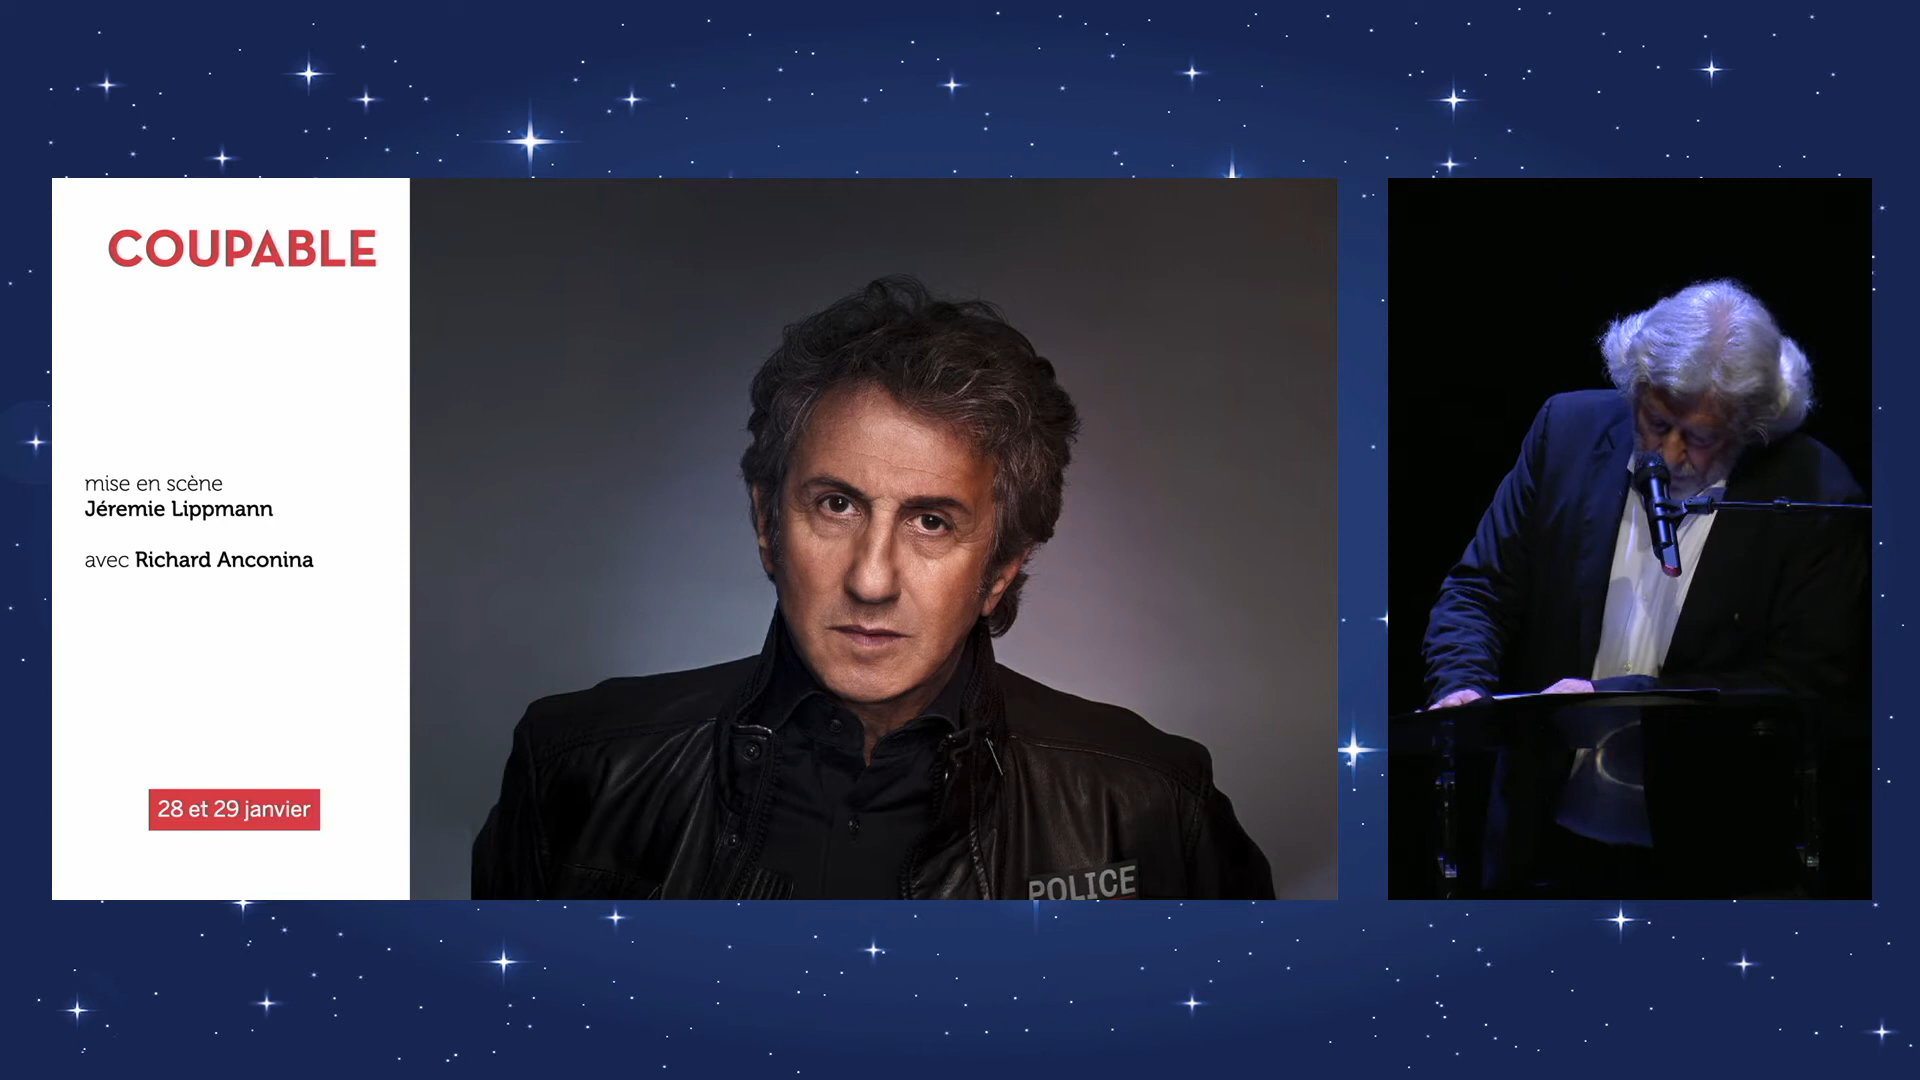 COUPABLE
mise en scène
Jéremie Lippmann
avec Richard Anconina
28 et 29 janvier
POLICE